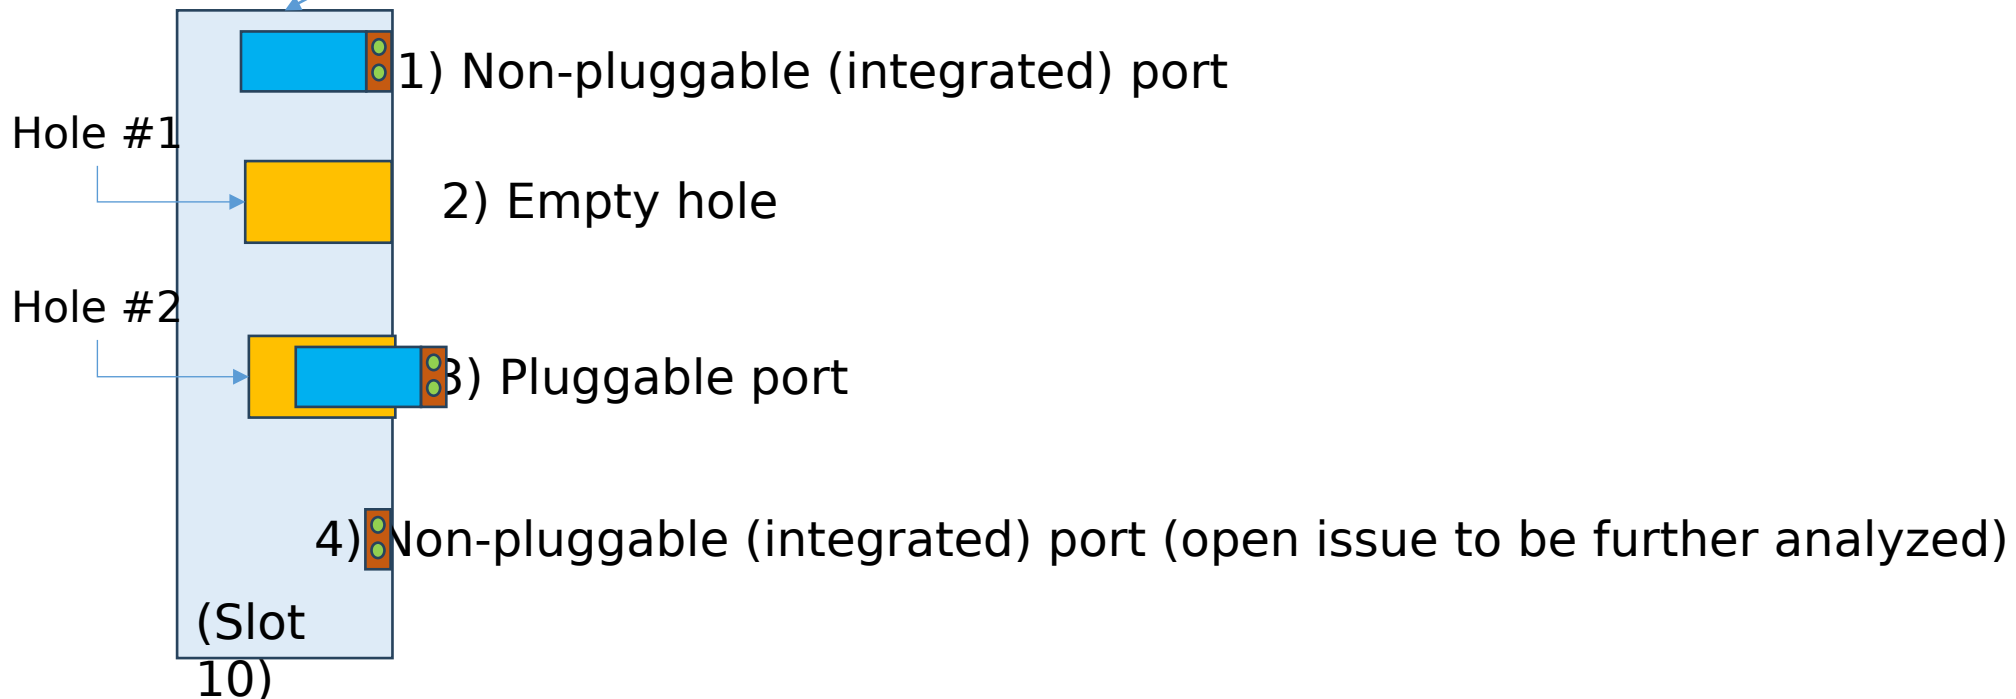 1) Non-pluggable (integrated) port
Hole #1
2) Empty hole
Hole #2
3) Pluggable port
4) Non-pluggable (integrated) port (open issue to be further analyzed)
(Slot
10)